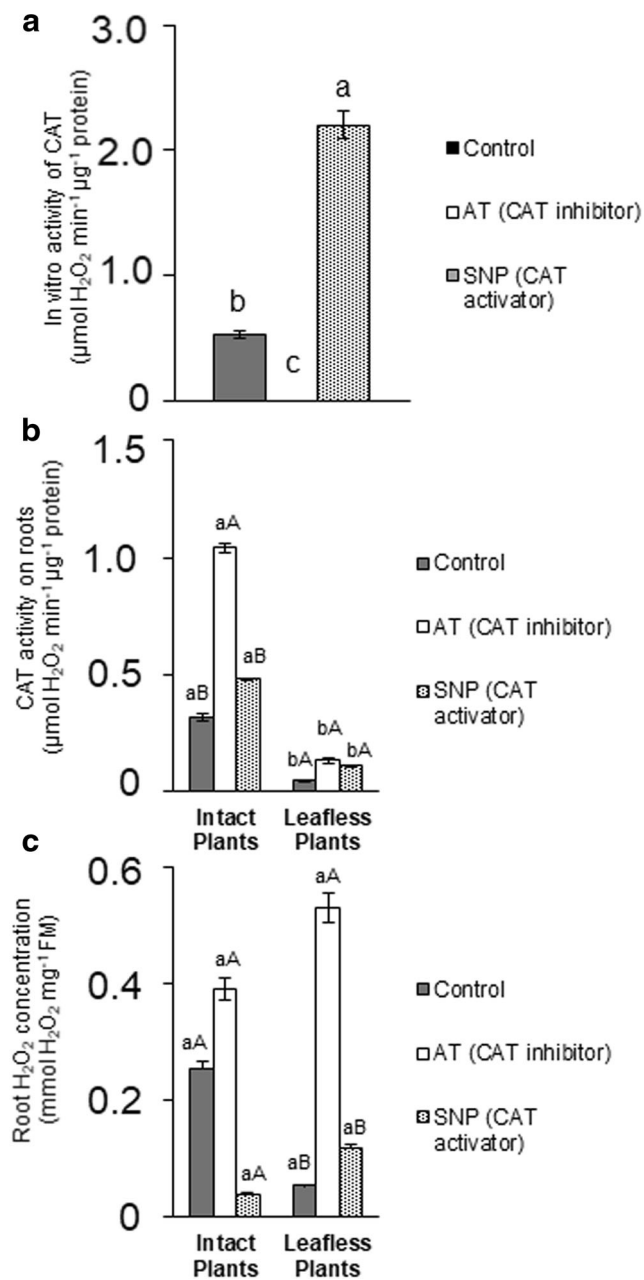 a
In vitro activity of CAT
(µmol H₂O₂ min⁻¹ µg⁻¹ protein)
3.0
2.0
1.0
0
b
c
a
Control
AT (CAT inhibitor)
SNP (CAT
activator)
b
CAT activity on roots
(µmol H₂O₂ min⁻¹ µg⁻¹ protein)
1.5
1.0
0.5
0
aB
aA
aB
bA
bA
bA
Intact
Plants
Leafless
Plants
Control
AT (CAT inhibitor)
SNP (CAT
activator)
c
Root H₂O₂ concentration
(mmol H₂O₂ mg⁻¹ FM)
0.6
0.4
0.2
0
aA
aA
aA
aB
aA
aB
Intact
Plants
Leafless
Plants
Control
AT (CAT inhibitor)
SNP (CAT
activator)